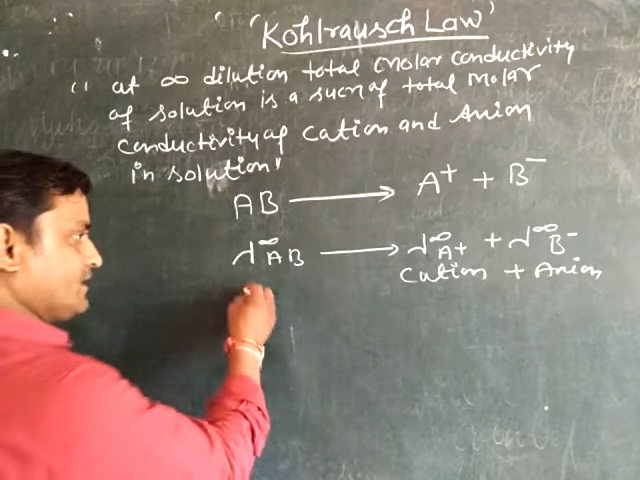 "Kohlrausch Law"
" at ∞ dilution total molar conductivity
of solution is a sum of total molar
conductivity of cation and Anion
in solution"
AB ⟶ A⁺ + B⁻
λ∞AB ⟶ λ∞A+ + λ∞B-
Cation + Anion